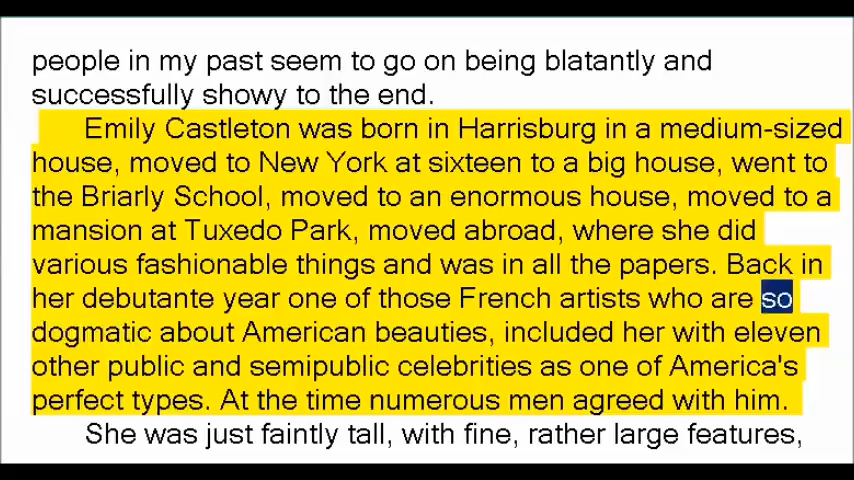 people in my past seem to go on being blatantly and
successfully showy to the end.
Emily Castleton was born in Harrisburg in a medium-sized
house, moved to New York at sixteen to a big house, went to
the Briarly School, moved to an enormous house, moved to a
mansion at Tuxedo Park, moved abroad, where she did
various fashionable things and was in all the papers. Back in
her debutante year one of those French artists who are so
dogmatic about American beauties, included her with eleven
other public and semipublic celebrities as one of America's
perfect types. At the time numerous men agreed with him.
She was just faintly tall, with fine, rather large features,